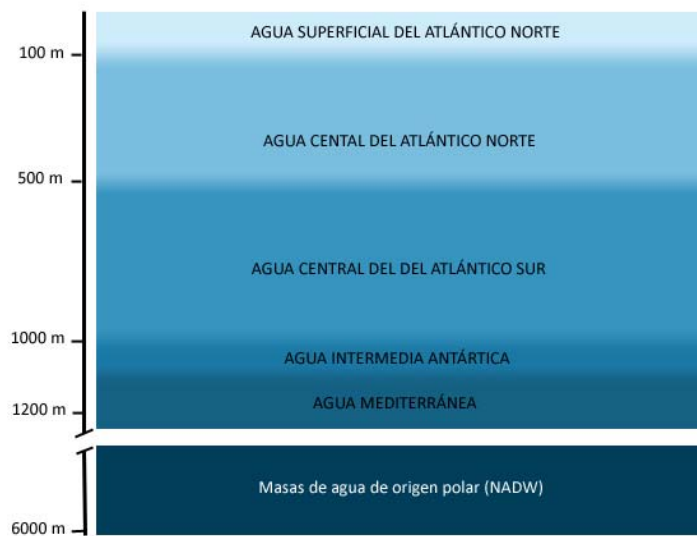 AGUA SUPERFICIAL DEL ATLÁNTICO NORTE
100 m
AGUA CENTAL DEL ATLÁNTICO NORTE
500 m
AGUA CENTRAL DEL DEL ATLÁNTICO SUR
1000 m
AGUA INTERMEDIA ANTÁRTICA
AGUA MEDITERRÁNEA
1200 m
Masas de agua de origen polar (NADW)
6000 m